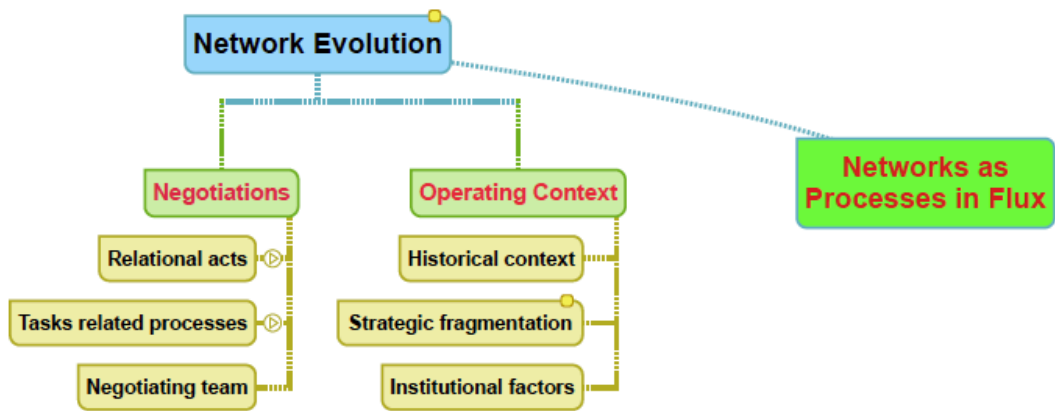 Network Evolution
Networks as
Processes in Flux
Negotiations
Operating Context
Relational acts
Historical context
Tasks related processes
Strategic fragmentation
Negotiating team
Institutional factors